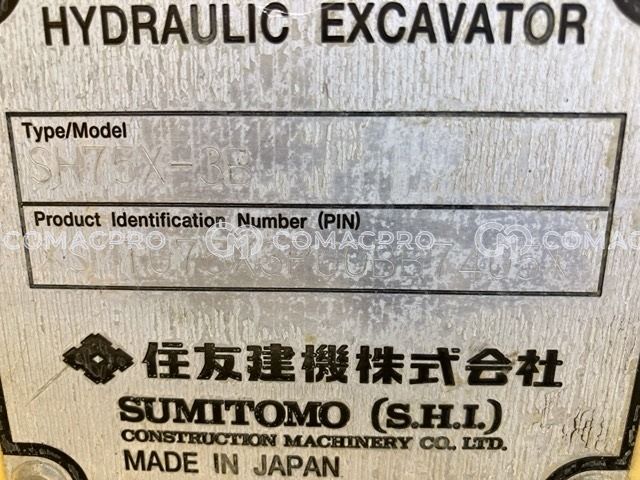 HYDRAULIC EXCAVATOR
Type/Model
SH75X-3B
Product Identification Number (PIN)
COMACPRO COMACPRO COMACPRO
住友建機株式会社
SUMITOMO (S.H.I.)
CONSTRUCTION MACHINERY CO., LTD.
MADE IN JAPAN